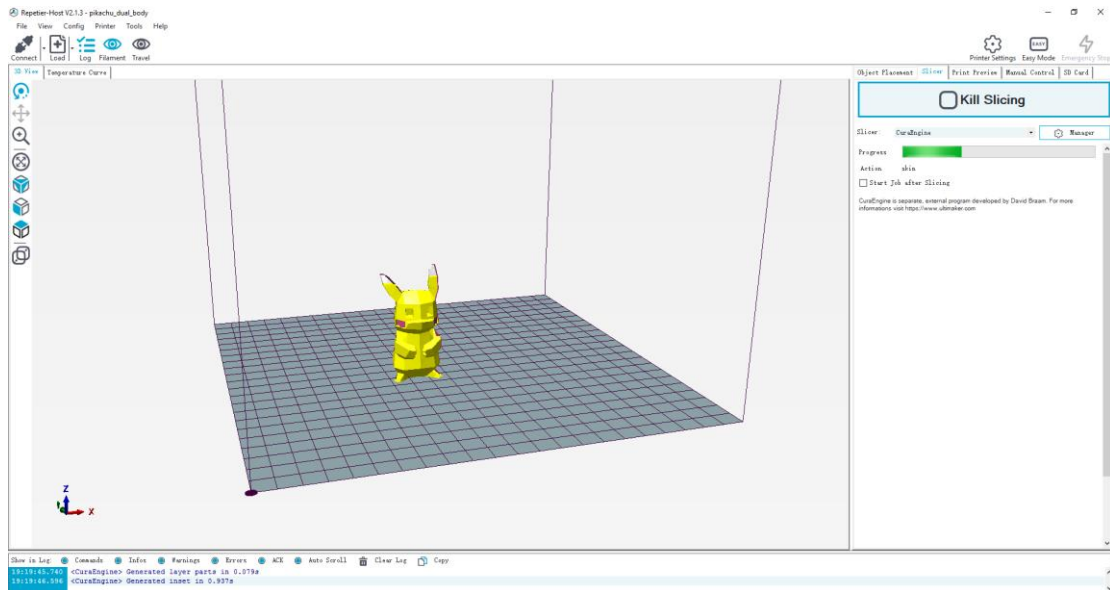 Repetier-Host V2.1.3 - pikachu_dual_body
File View Config Printer Tools Help
Connect Load Log Filament Travel
Printer Settings Easy Mode Emergency Stop
EASY
3D View Temperature Curve
Object Placement Slicer Print Preview Manual Control SD Card
Kill Slicing
Slicer CuraEngine Manager
Progress
Action skin
Start Job after Slicing
CuraEngine is separate, external program developed by David Braam. For more
informations visit https://www.ultimaker.com
Z
X
Show in Log Commands Infos Warnings Errors ACK Auto Scroll Clear Log Copy
19:19:45.740 <CuraEngine> Generated layer parts in 0.079s
19:19:46.596 <CuraEngine> Generated inset in 0.937s